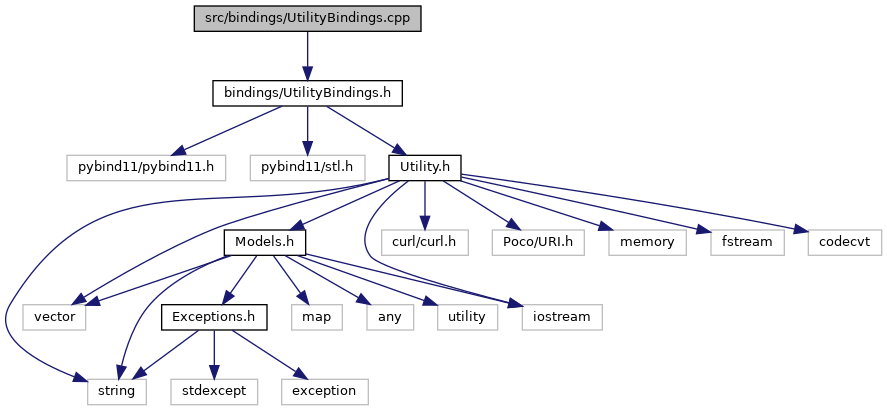 src/bindings/UtilityBindings.cpp
bindings/UtilityBindings.h
pybind11/pybind11.h
pybind11/stl.h
Utility.h
Models.h
curl/curl.h
Poco/URI.h
memory
fstream
codecvt
vector
Exceptions.h
map
any
utility
iostream
string
stdexcept
exception